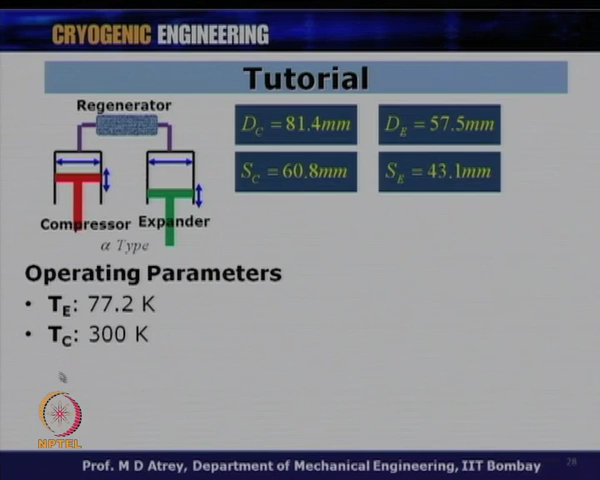 CRYOGENIC ENGINEERING
Tutorial
Regenerator
D_C = 81.4mm
D_E = 57.5mm
S_C = 60.8mm
S_E = 43.1mm
Compressor
Expander
α Type
Operating Parameters
• T_E: 77.2 K
• T_C: 300 K
NPTEL
Prof. M D Atrey, Department of Mechanical Engineering, IIT Bombay
28